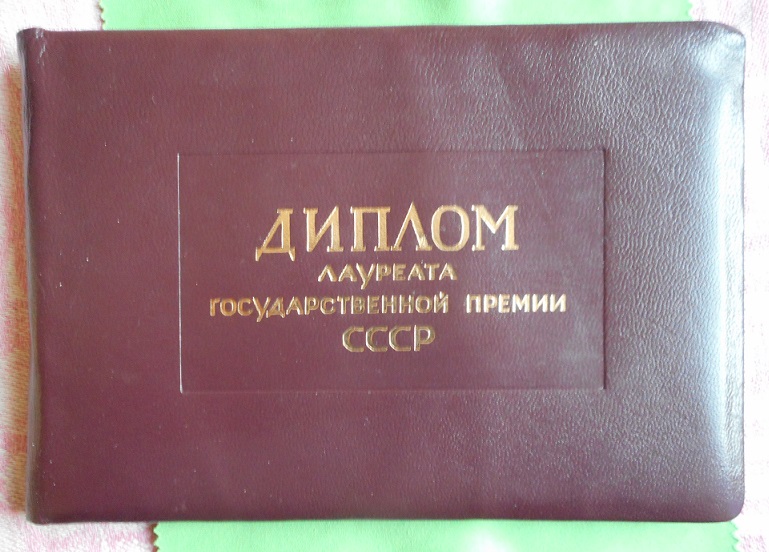 ДИПЛОМ
ЛАУРЕАТА
ГОСУДАРСТВЕННОЙ ПРЕМИИ
СССР